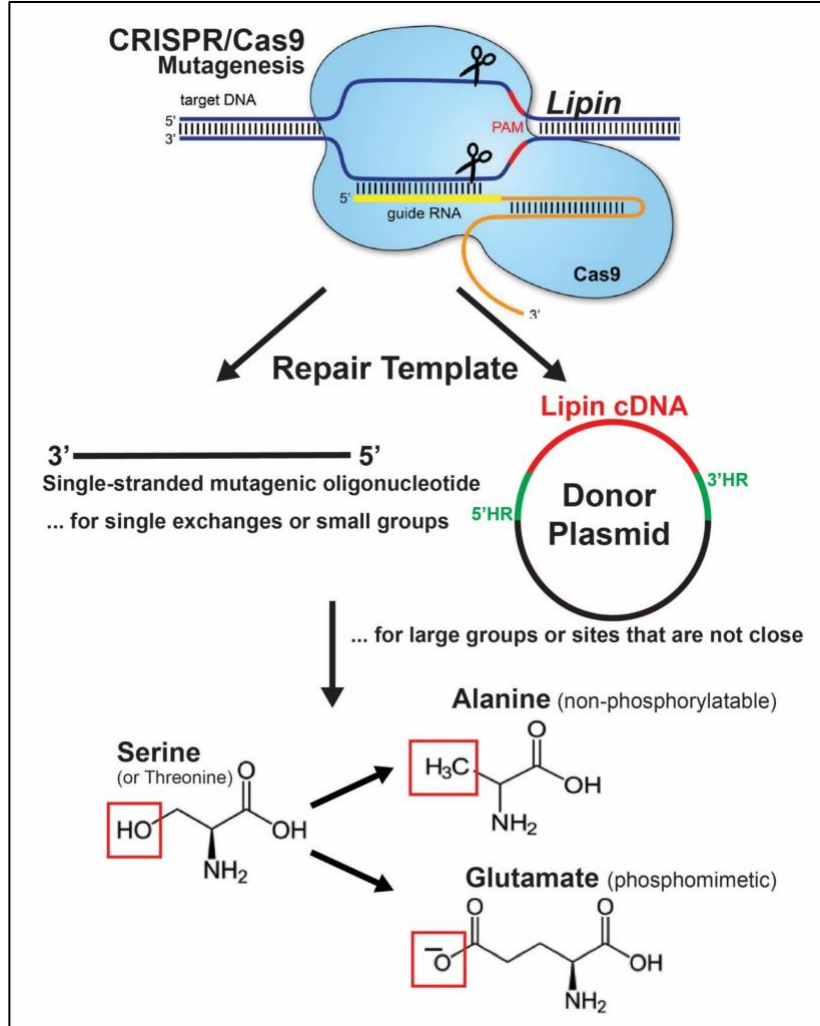 CRISPR/Cas9
Mutagenesis
target DNA
Lipin
5'
3'
PAM
5'
guide RNA
Cas9
3'
Repair Template
Lipin cDNA
3' 5'
Single-stranded mutagenic oligonucleotide
... for single exchanges or small groups
5'HR
3'HR
Donor
Plasmid
... for large groups or sites that are not close
Alanine (non-phosphorylatable)
Serine
(or Threonine)
O
HO
OH
NH₂
O
H₃C
OH
NH₂
Glutamate (phosphomimetic)
O
O
⁻O
OH
NH₂